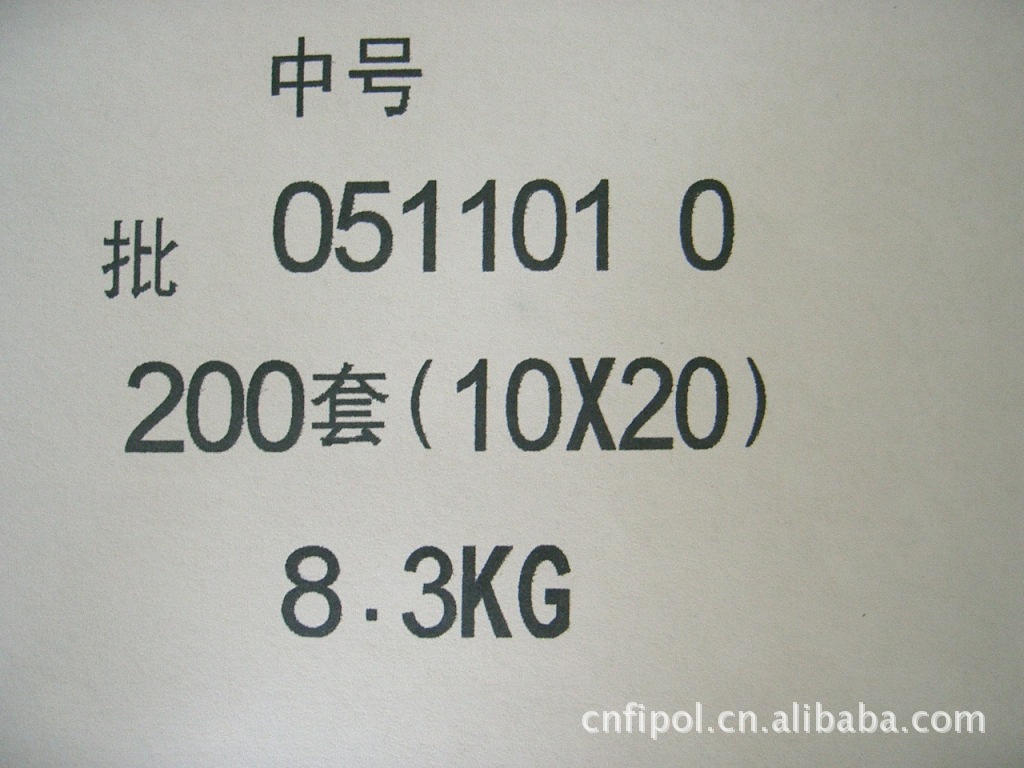 中号
批 051101 0
200套(10X20)
8.3KG
cnfipol.cn.alibaba.com